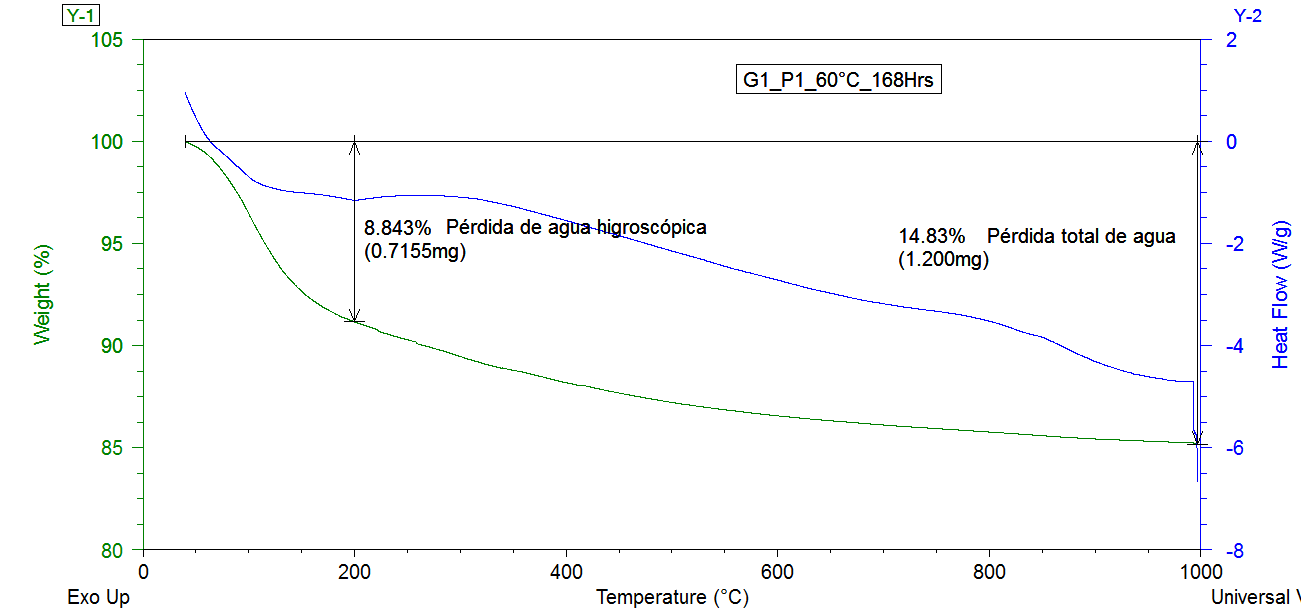 Y-1
Y-2
105
2
G1_P1_60°C_168Hrs
100
0
8.843% Pérdida de agua higroscópica
(0.7155mg)
14.83% Pérdida total de agua
(1.200mg)
95
-2
Weight (%)
Heat Flow (W/g)
90
-4
85
-6
80
-8
0 200 400 600 800 1000
Exo Up
Temperature (°C)
Universal